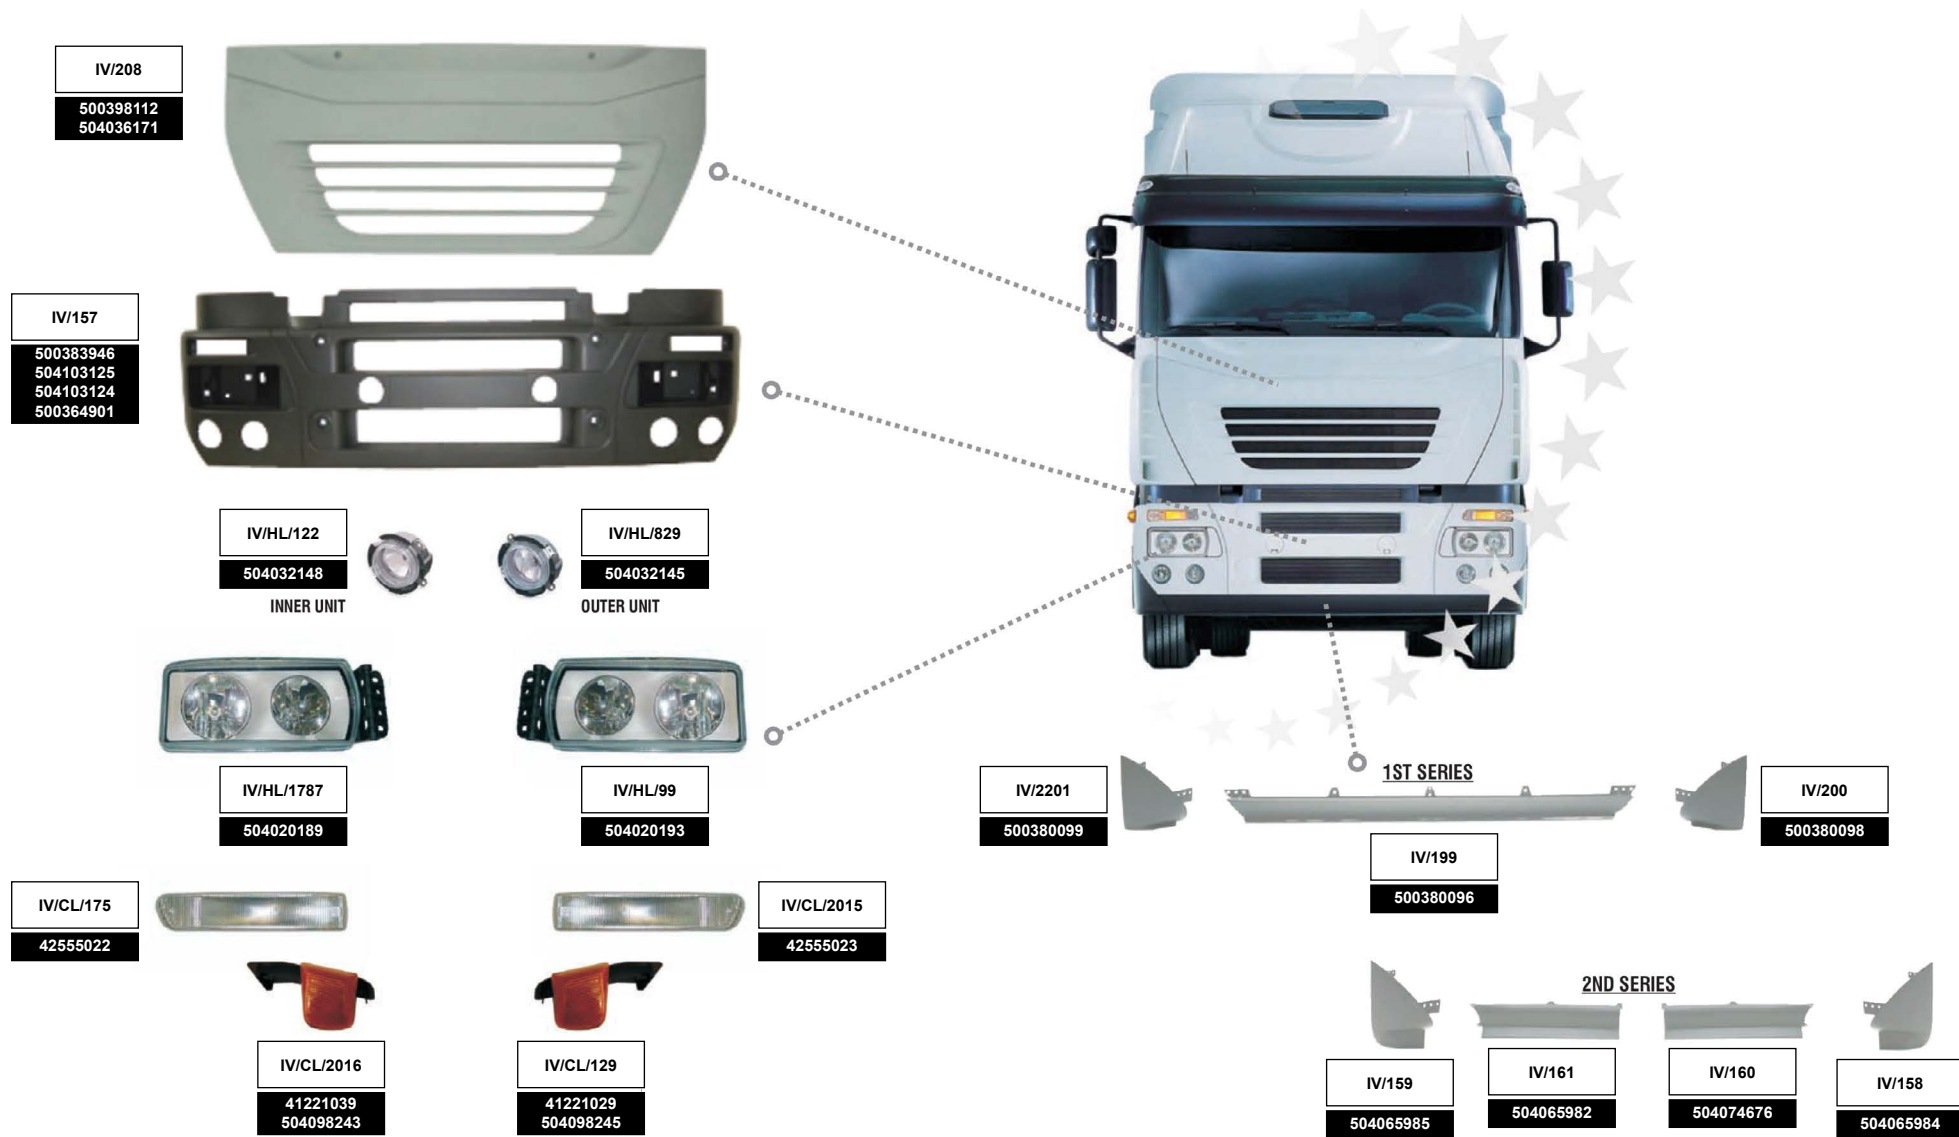 IV/208
500398112
504036171
IV/157
500383946
504103125
504103124
500364901
IV/HL/122
504032148
INNER UNIT
IV/HL/829
504032145
OUTER UNIT
IV/HL/1787
504020189
IV/HL/99
504020193
IV/CL/175
42555022
IV/CL/2015
42555023
IV/CL/2016
41221039
504098243
IV/CL/129
41221029
504098245
1ST SERIES
IV/2201
500380099
IV/199
500380096
IV/200
500380098
2ND SERIES
IV/159
504065985
IV/161
504065982
IV/160
504074676
IV/158
504065984